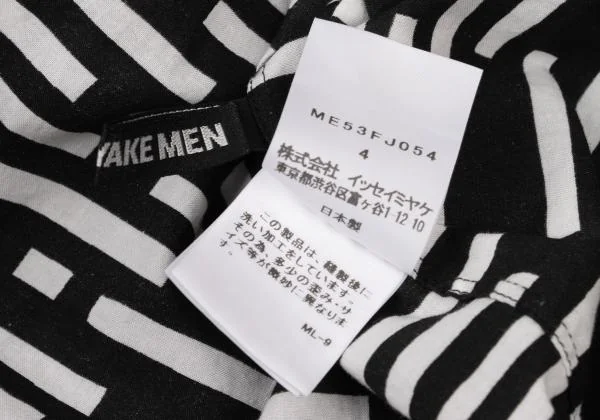 YAKE MEN
ME53FJ054
4
株式会社 イッセイミヤケ
東京都渋谷区富ヶ谷1-12-10
日本製
この製品は、縫製後に
洗い加工をしています。
その為、多少の歪み・サ
イズ等が微妙に異なりま
す。
ML-9